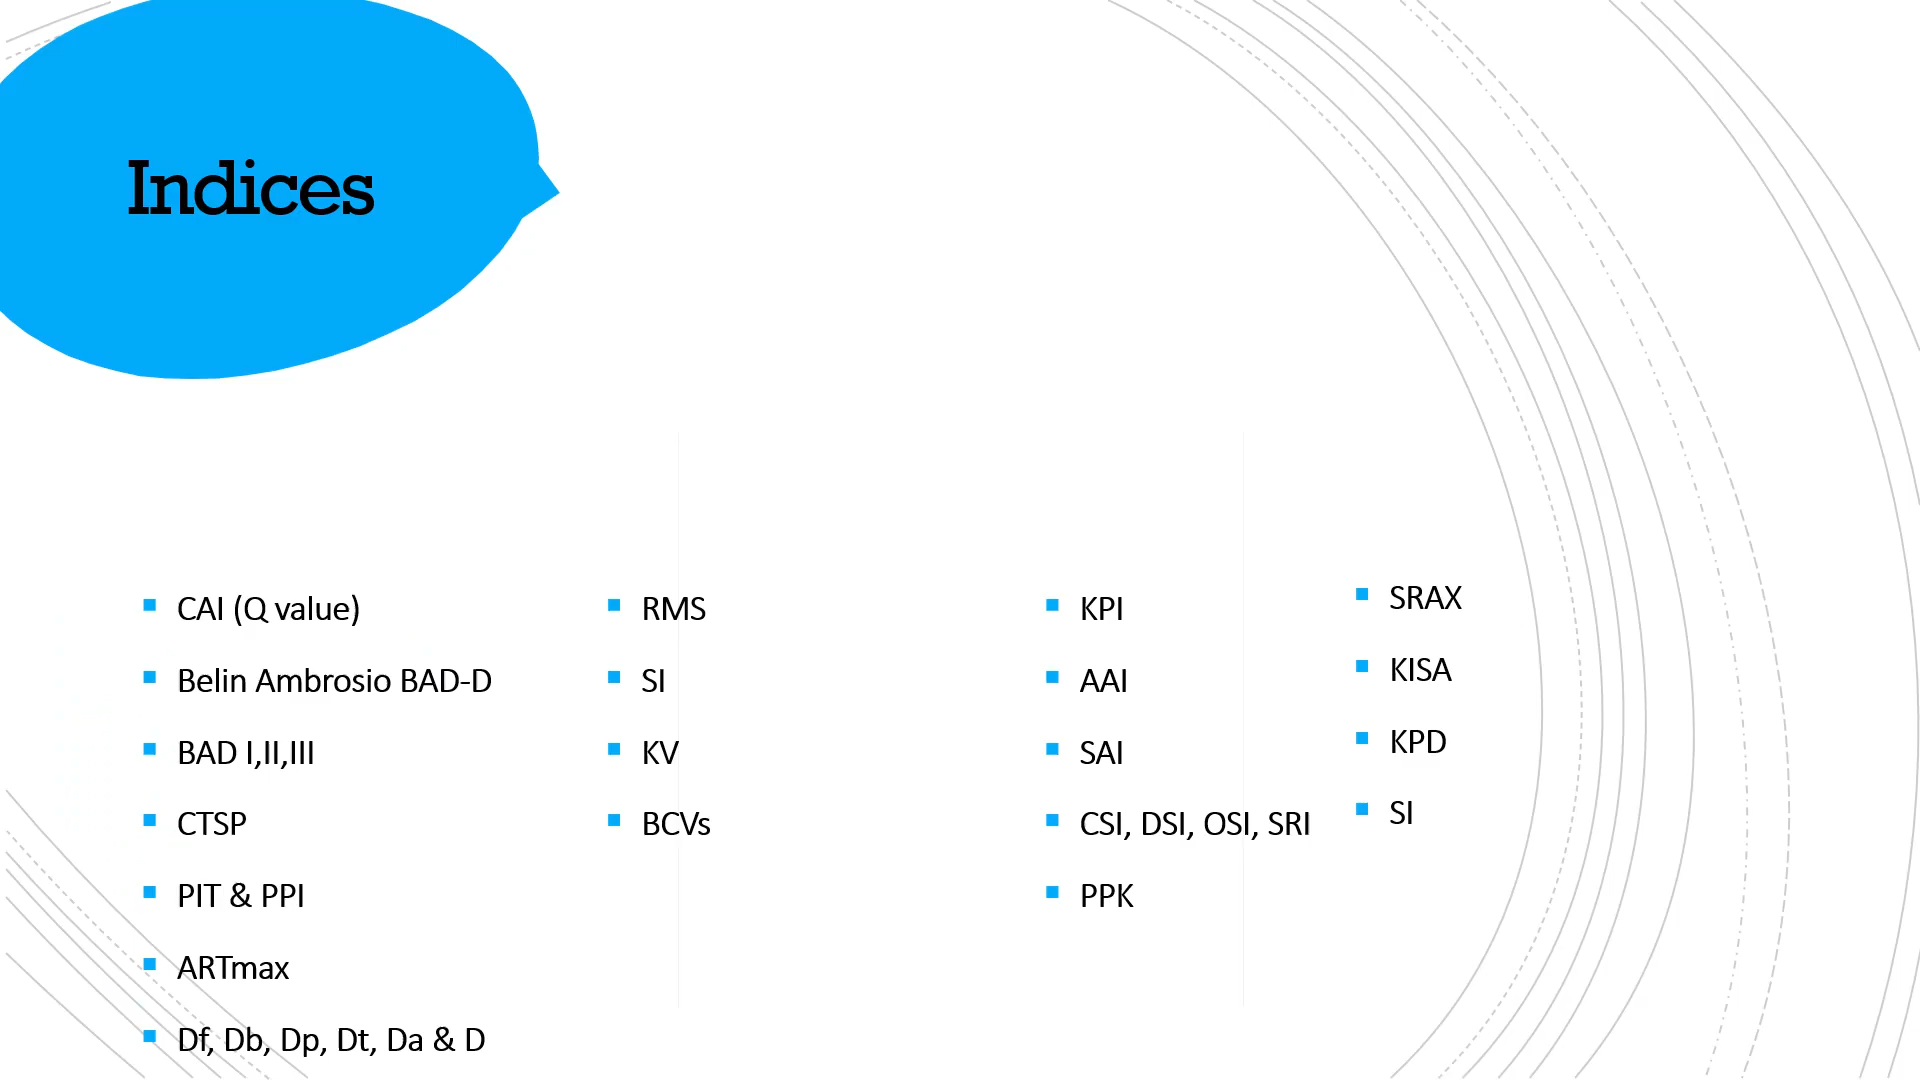 Indices
CAI (Q value)
Belin Ambrosio BAD-D
BAD I,II,III
CTSP
PIT & PPI
ARTmax
Df, Db, Dp, Dt, Da & D
RMS
SI
KV
BCVs
KPI
AAI
SAI
CSI, DSI, OSI, SRI
PPK
SRAX
KISA
KPD
SI